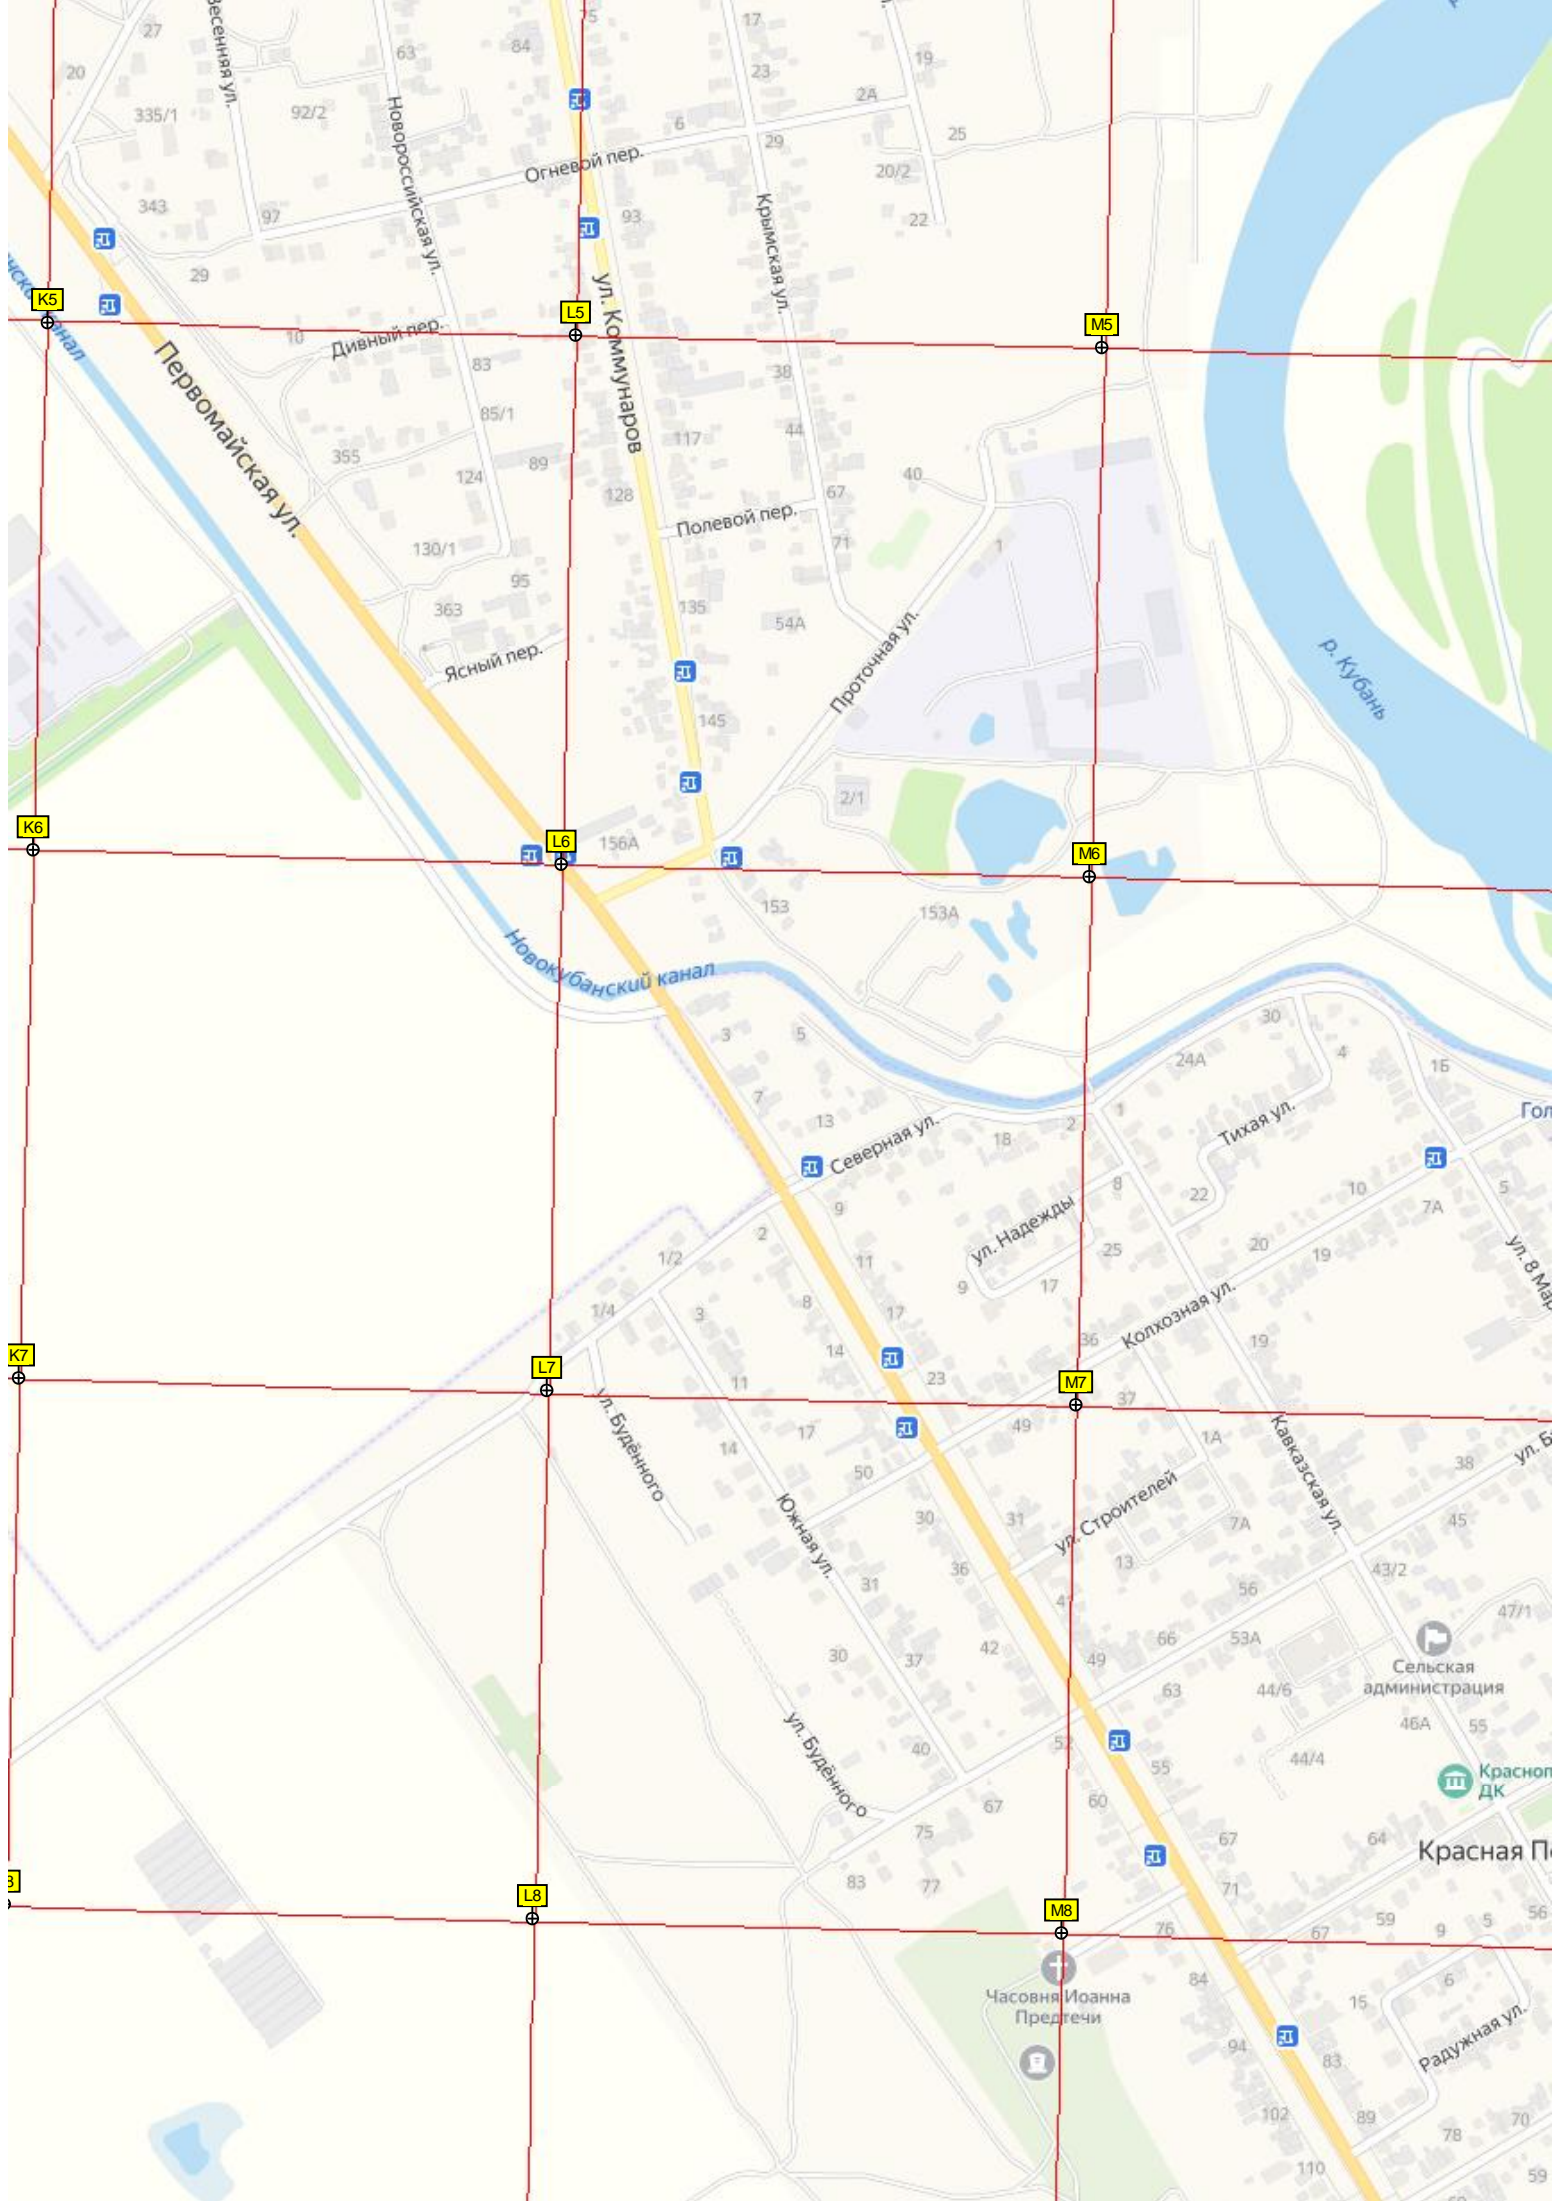 27
Весенняя ул.
63
84
75
17
20
23
19
2А
335/1
92/2
Новороссийская ул.
6
29
25
Огневой пер.
20/2
343
97
93
Крымская ул.
22
29
K5
ул. Коммунаров
L5
M5
10
Дивный пер.
83
38
Первомайская ул.
85/1
117
44
355
89
124
128
40
67
Полевой пер.
130/1
71
1
95
363
135
54А
Ясный пер.
Проточная ул.
р. Кубань
145
2/1
K6
L6
156А
M6
153
153А
Новокубанский канал
3
5
30
24А
4
1Б
7
13
Северная ул.
18
2
1
Тихая ул.
8
22
10
5
7А
9
2
ул. Надежды
1/2
11
25
20
19
9
17
1/4
3
8
17
Колхозная ул.
36
19
14
K7
L7
11
23
M7
37
ул. Будённого
17
49
1А
14
50
Кавказская ул.
38
Южная ул.
30
31
ул. Строителей
7А
45
36
13
43/2
31
56
47/1
42
66
53А
30
37
49
Сельская
администрация
63
44/6
46А
55
ул. Будённого
40
52
55
44/4
ДК
67
60
75
67
64
Красная
83
77
71
L8
M8
76
67
59
9
5
56
Часовня Иоанна
Предтечи
84
6
15
Радужная ул.
94
83
102
89
78
70
110
59